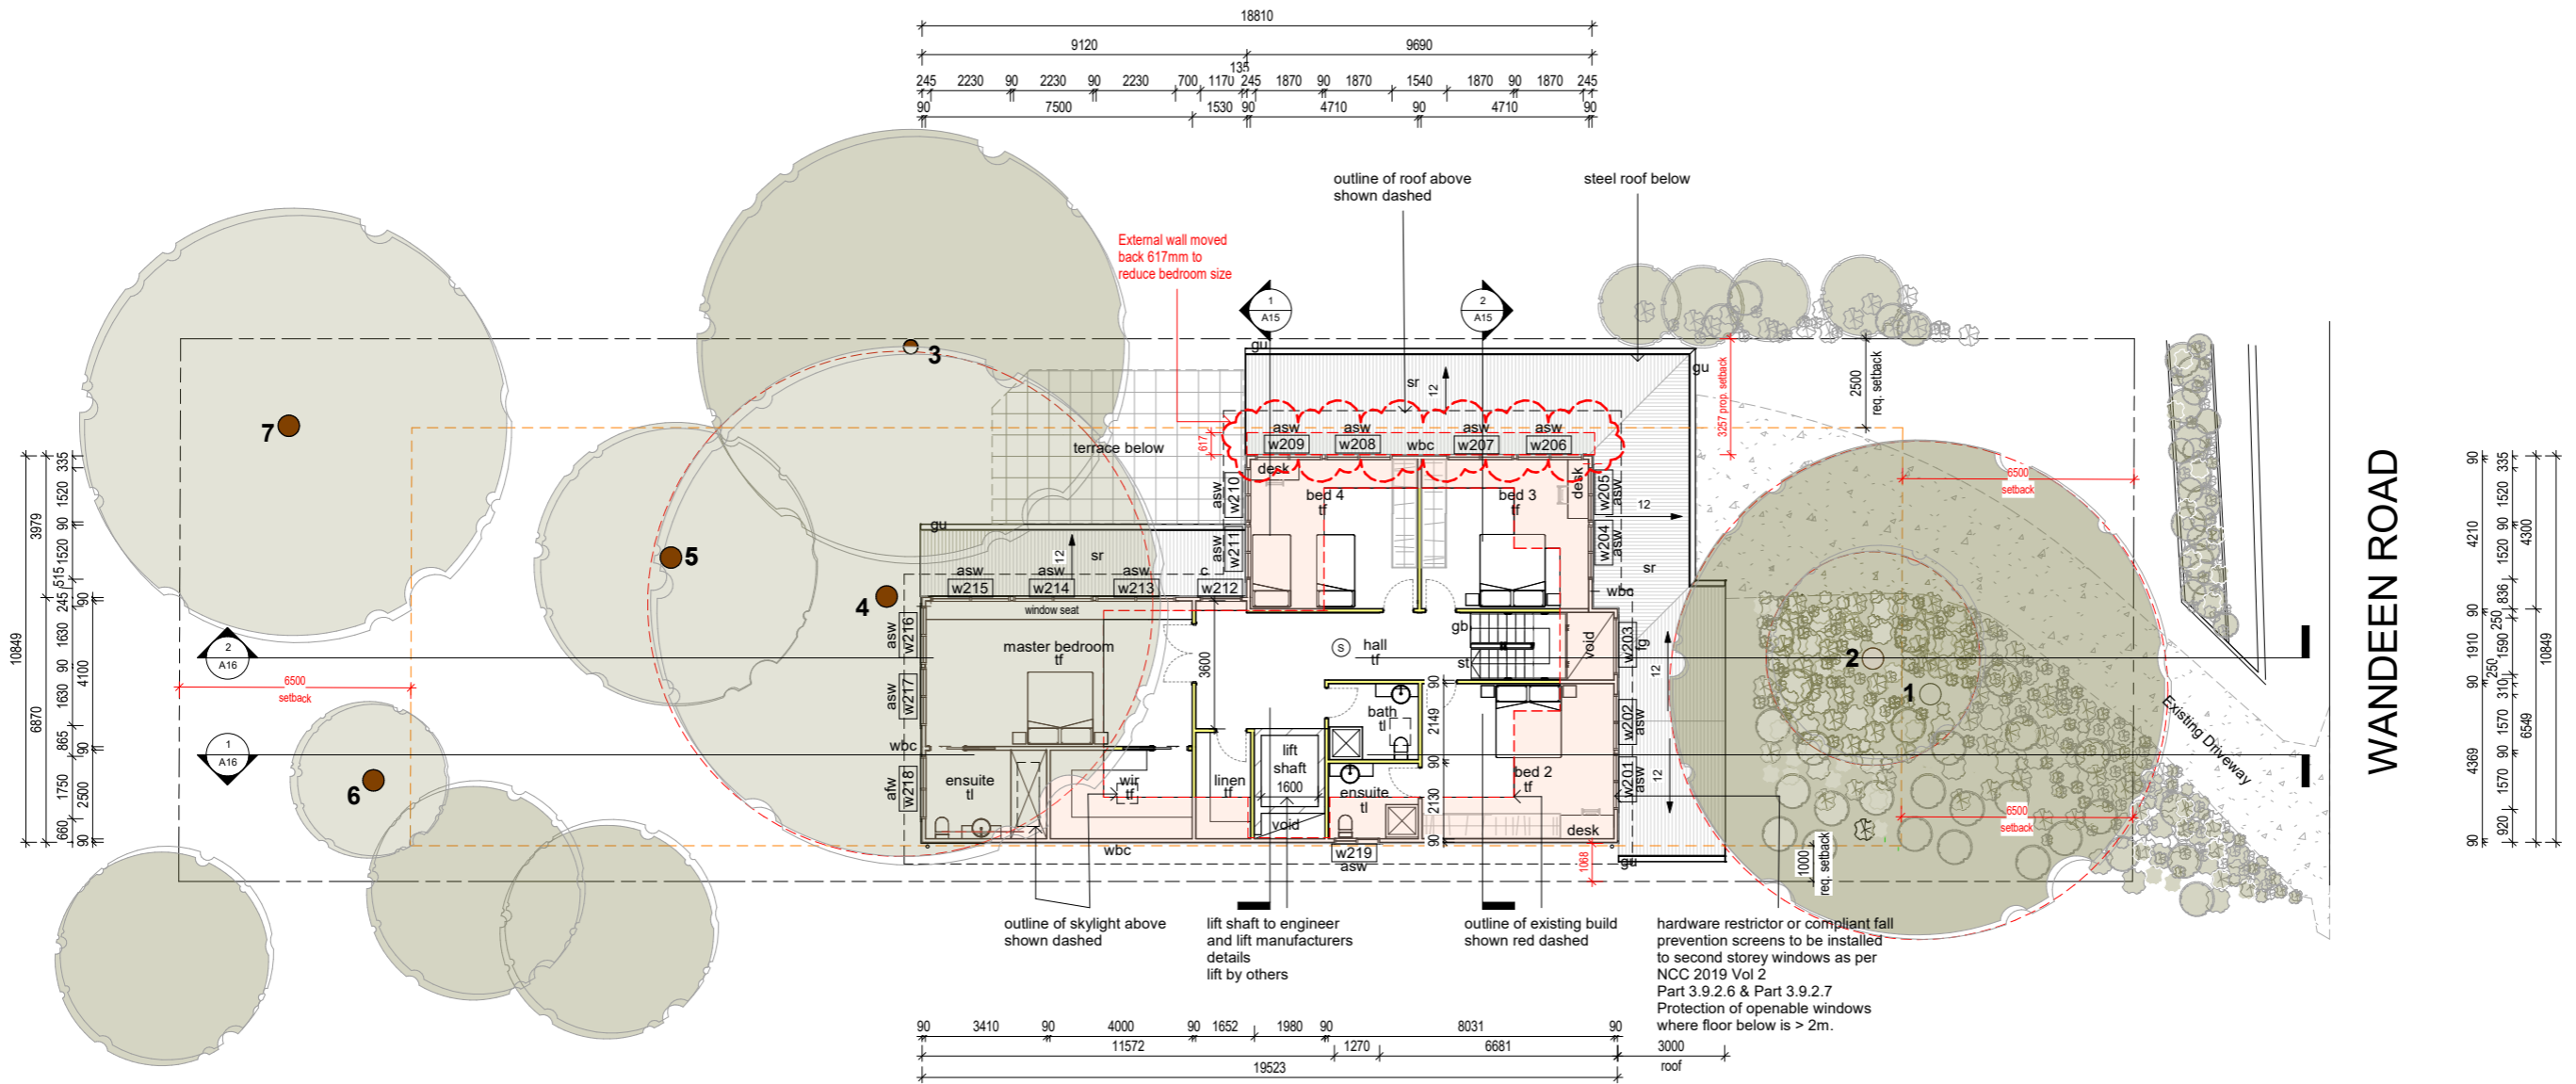 18810
9120 9690
135
245 2230 90 2230 90 2230 700 1170 245 1870 90 1870 1540 1870 90 1870 245
90 7500 1530 90 4710 90 4710 90
outline of roof above
shown dashed
steel roof below
External wall moved
back 617mm to
reduce bedroom size
1
A15
2
A15
gu
3
gu
sr
12
3257 prop. setback
2500
req. setback
7
terrace below
617
asw asw asw asw
w209 w208 wbc w207 w206
desk
desk
bed 4
tf
bed 3
tf
asw
w210
w205
asw
6500
setback
WANDEEN ROAD
5
gu
sr
12
asw
w211
w204
asw
12
sr
asw asw asw c
w215 w214 w213 w212
4
window seat
wbc
asw
w216
master bedroom
tf
3600
S
hall
tf
gb
st
void
w203
fg
12
2
A16
2
1
6500
setback
asw
w217
bath
tl
w202
asw
Existing Driveway
1
A16
wbc
6
afw
w218
ensuite
tl
wir
tf
linen
tf
lift
shaft
1600
void
ensuite
tl
bed 2
tf
desk
w201
asw
12
6500
setback
90
2149
90
2130
90
wbc
w219
asw
gu
1068
1000
req. setback
10849
3979
6870
335
1520
90
1520
515
245
1630
90
1630
865
1750
660
90
4100
90
2500
90
90
4210
90
1910
90
4369
90
335
1520
90
1520
836
250
1590
250
310
1570
90
1570
920
4300
6549
10849
outline of skylight above
shown dashed
lift shaft to engineer
and lift manufacturers
details
lift by others
outline of existing build
shown red dashed
hardware restrictor or compliant fall
prevention screens to be installed
to second storey windows as per
NCC 2019 Vol 2
Part 3.9.2.6 & Part 3.9.2.7
Protection of openable windows
where floor below is > 2m.
90 3410 90 4000 90 1652 1980 90 8031 90
11572 1270 6681 3000
roof
19523